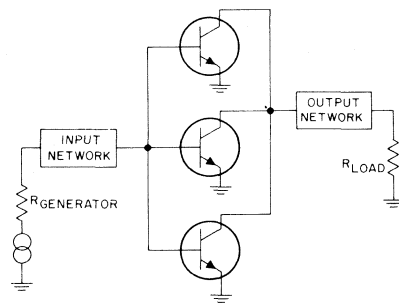 OUTPUT
NETWORK
INPUT
NETWORK
RLOAD
RGENERATOR